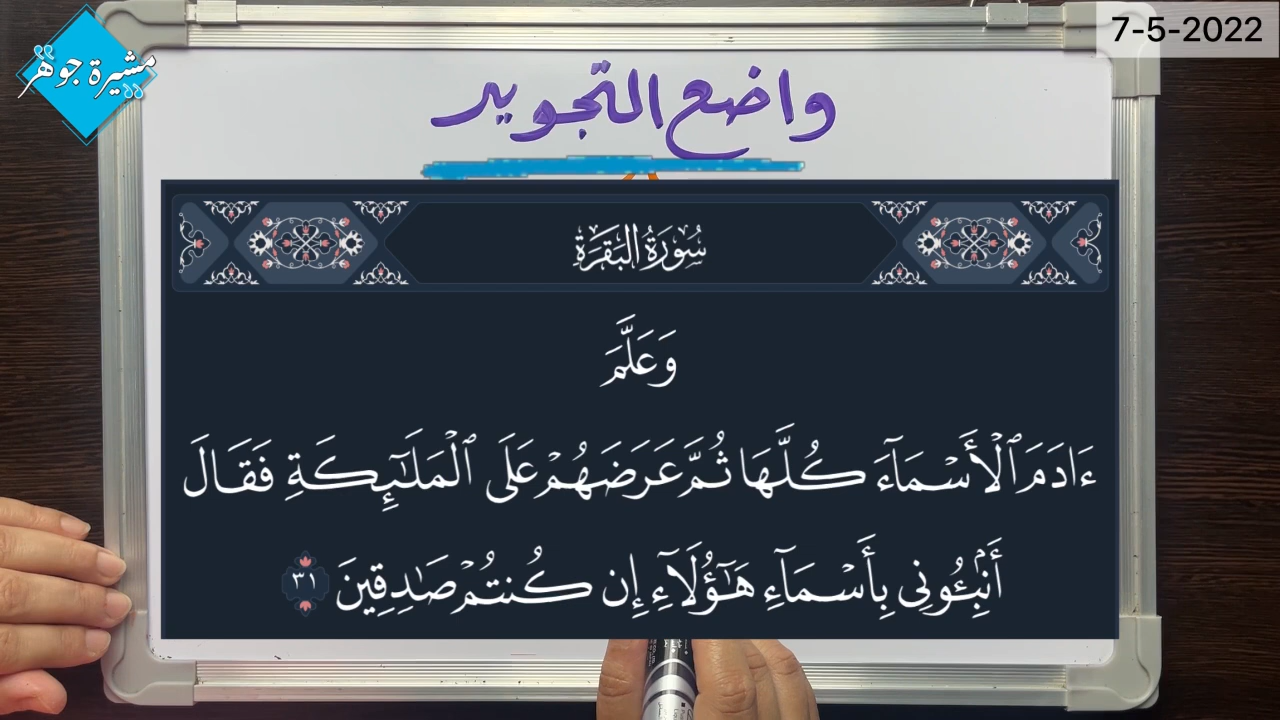 7-5-2022
مشيرة جوهر
واضع التجويد
سُورَةُ البَقَرَةِ
وَعَلَّمَ
ءَادَمَ ٱلْأَسْمَآءَ كُلَّهَا ثُمَّ عَرَضَهُمْ عَلَى ٱلْمَلَٰٓئِكَةِ فَقَالَ
أَنۢبِـُٔونِى بِأَسْمَآءِ هَٰٓؤُلَآءِ إِن كُنتُمْ صَٰدِقِينَ ٣١